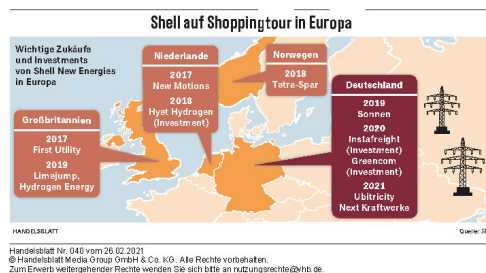 Shell auf Shoppingtour in Europa
Wichtige Zukäufe
und Investments
von Shell New Energies
in Europa
Niederlande
2017
New Motions
2018
Hyet Hydrogen
(Investment)
Norwegen
2018
Tetra-Spar
Deutschland
2019
Sonnen
2020
Instafreight
(Investment)
Greencom
(Investment)
2021
Ubitricity
Next Kraftwerke
Großbritannien
2017
First Utility
2019
Limejump,
Hydrogen Energy
HANDELSBLATT
Quelle:
Handelsblatt Nr. 040 vom 26.02.2021
© Handelsblatt Media Group GmbH & Co. KG. Alle Rechte vorbehalten.
Zum Erwerb weitergehender Rechte wenden Sie sich bitte an nutzungsrechte@vhb.de.